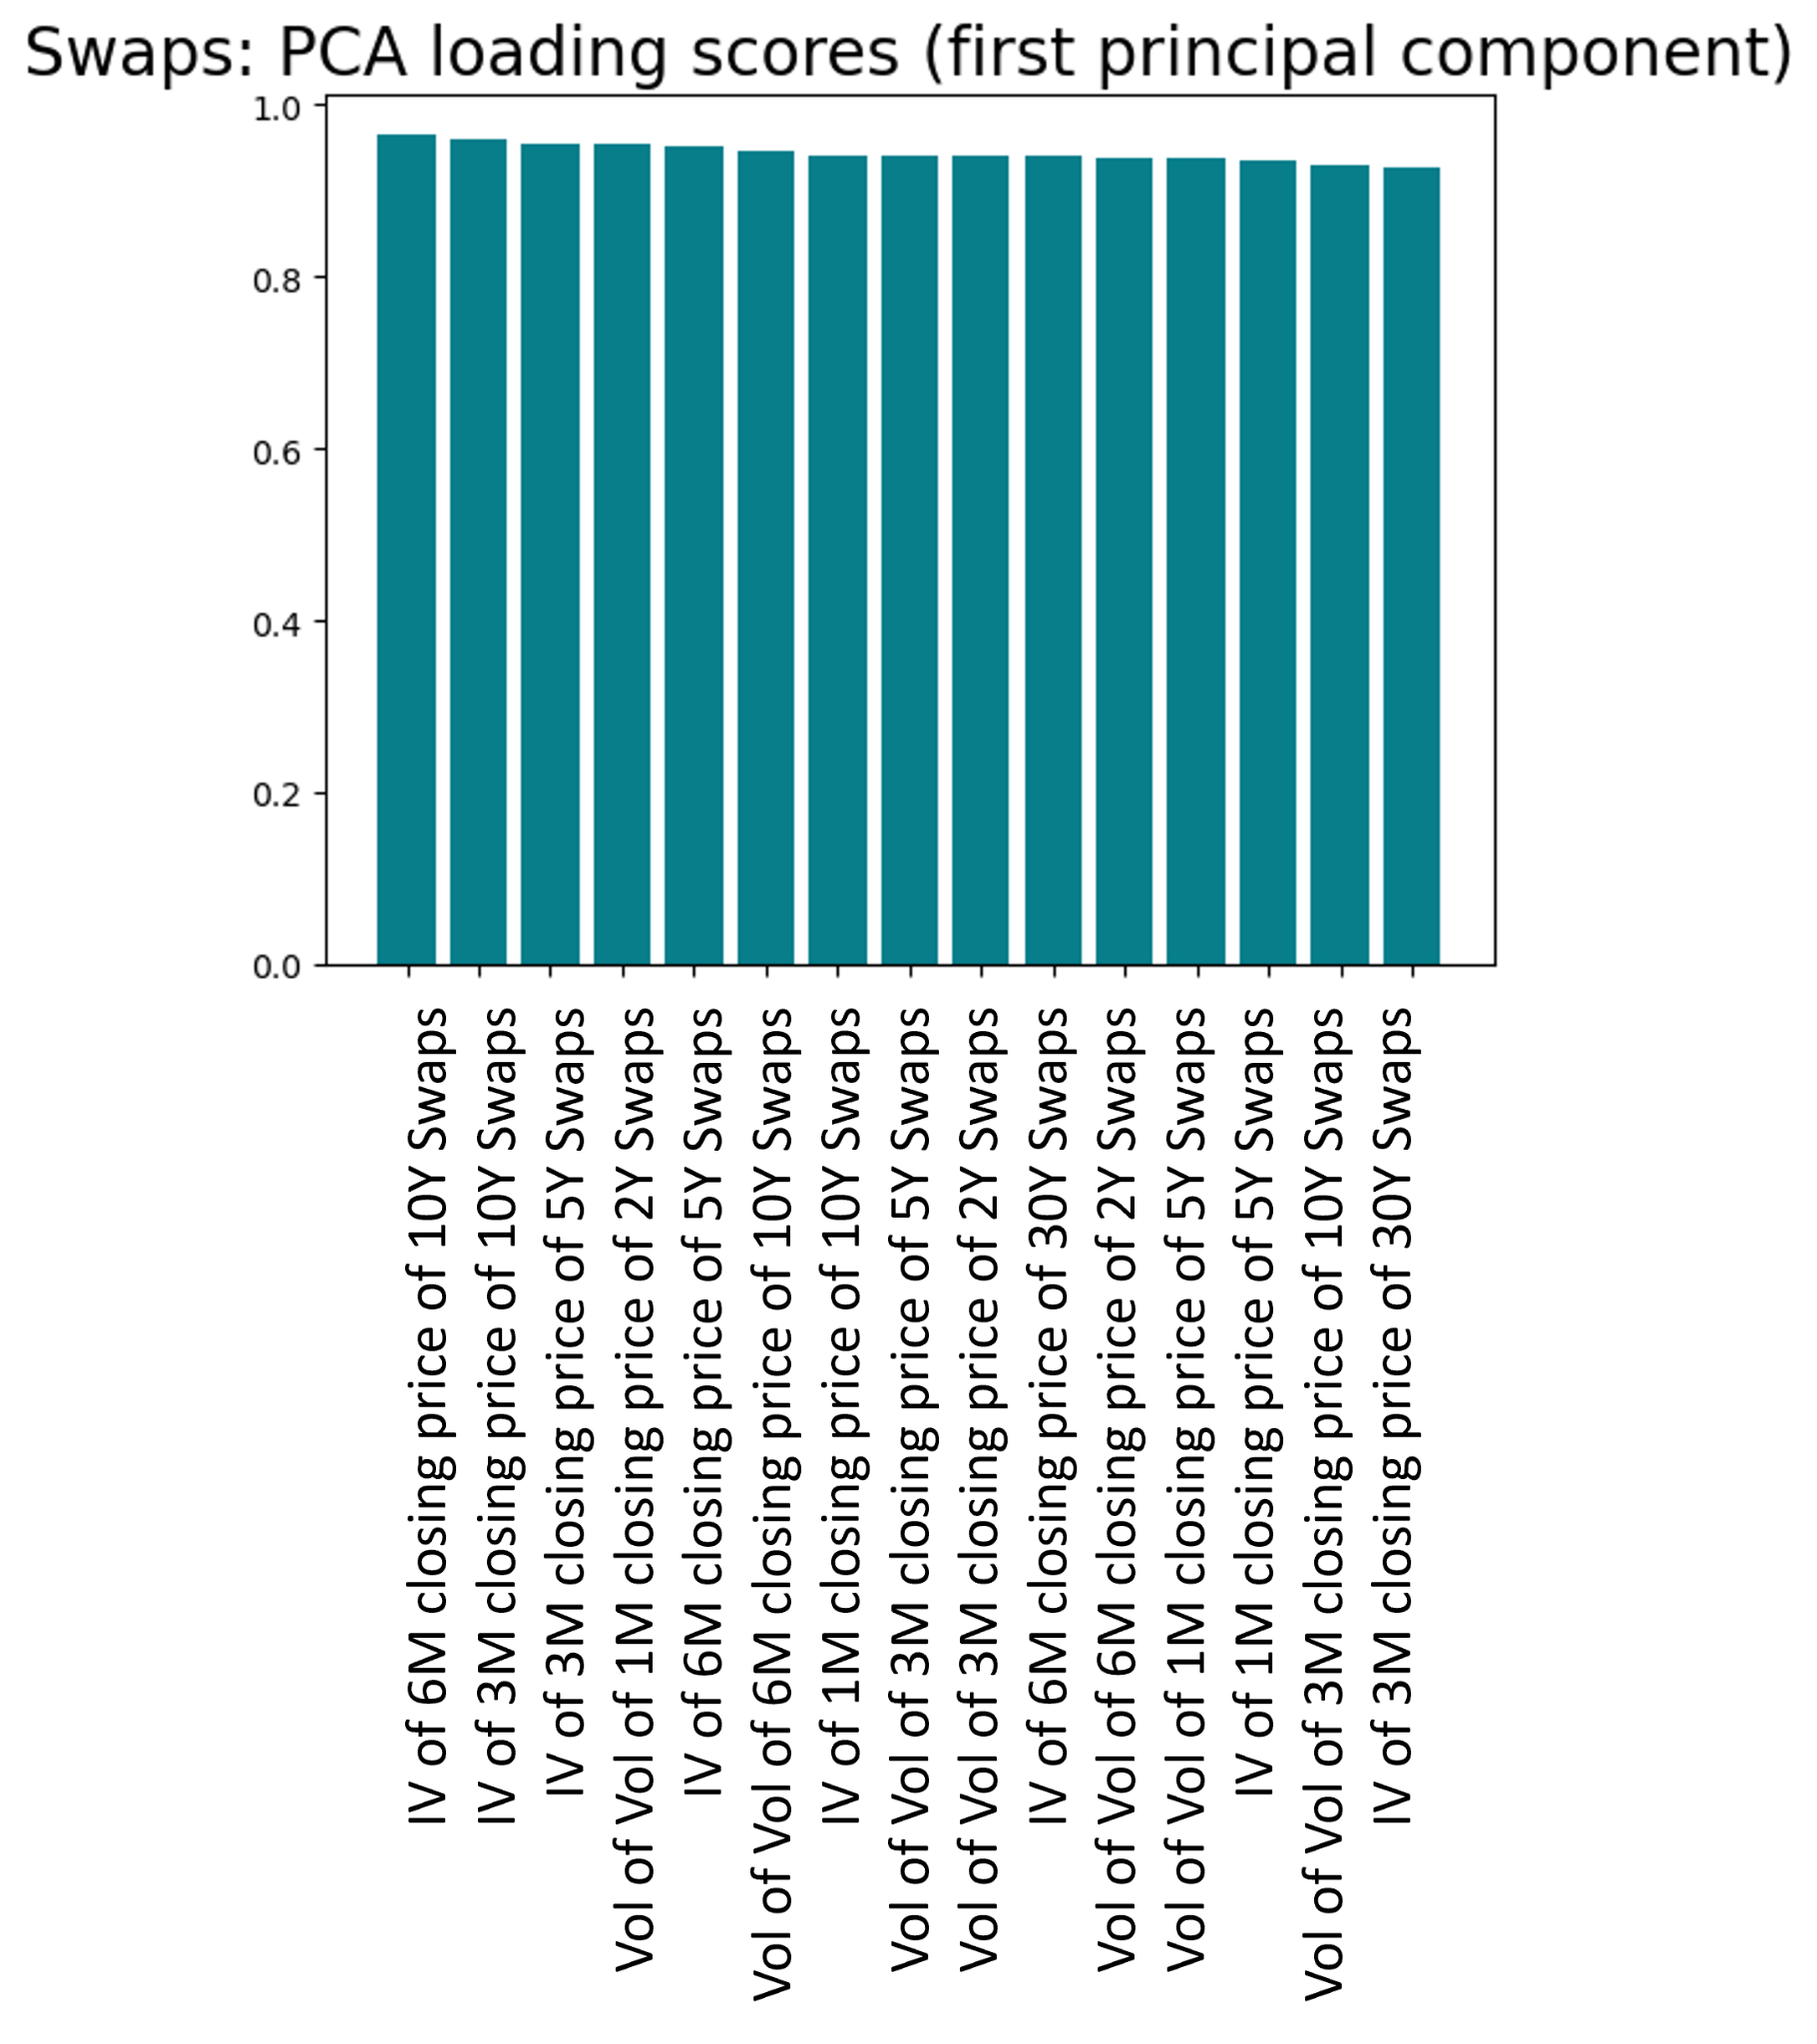 Swaps: PCA loading scores (first principal component)
1.0
0.8
0.6
0.4
0.2
0.0
IV of 6M closing price of 10Y Swaps
IV of 3M closing price of 10Y Swaps
IV of 3M closing price of 5Y Swaps
Vol of Vol of 1M closing price of 2Y Swaps
IV of 6M closing price of 5Y Swaps
Vol of Vol of 6M closing price of 10Y Swaps
IV of 1M closing price of 10Y Swaps
Vol of Vol of 3M closing price of 5Y Swaps
Vol of Vol of 3M closing price of 2Y Swaps
IV of 6M closing price of 30Y Swaps
Vol of Vol of 6M closing price of 2Y Swaps
Vol of Vol of 1M closing price of 5Y Swaps
IV of 1M closing price of 5Y Swaps
Vol of Vol of 3M closing price of 10Y Swaps
IV of 3M closing price of 30Y Swaps